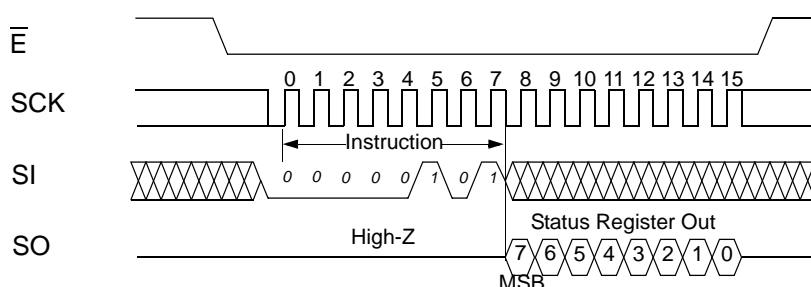 E
0 1 2 3 4 5 6 7 8 9 10 11 12 13 14 15
SCK
Instruction
SI
0 0 0 0 0 1 0 1
High-Z
Status Register Out
SO
7 6 5 4 3 2 1 0
MSB